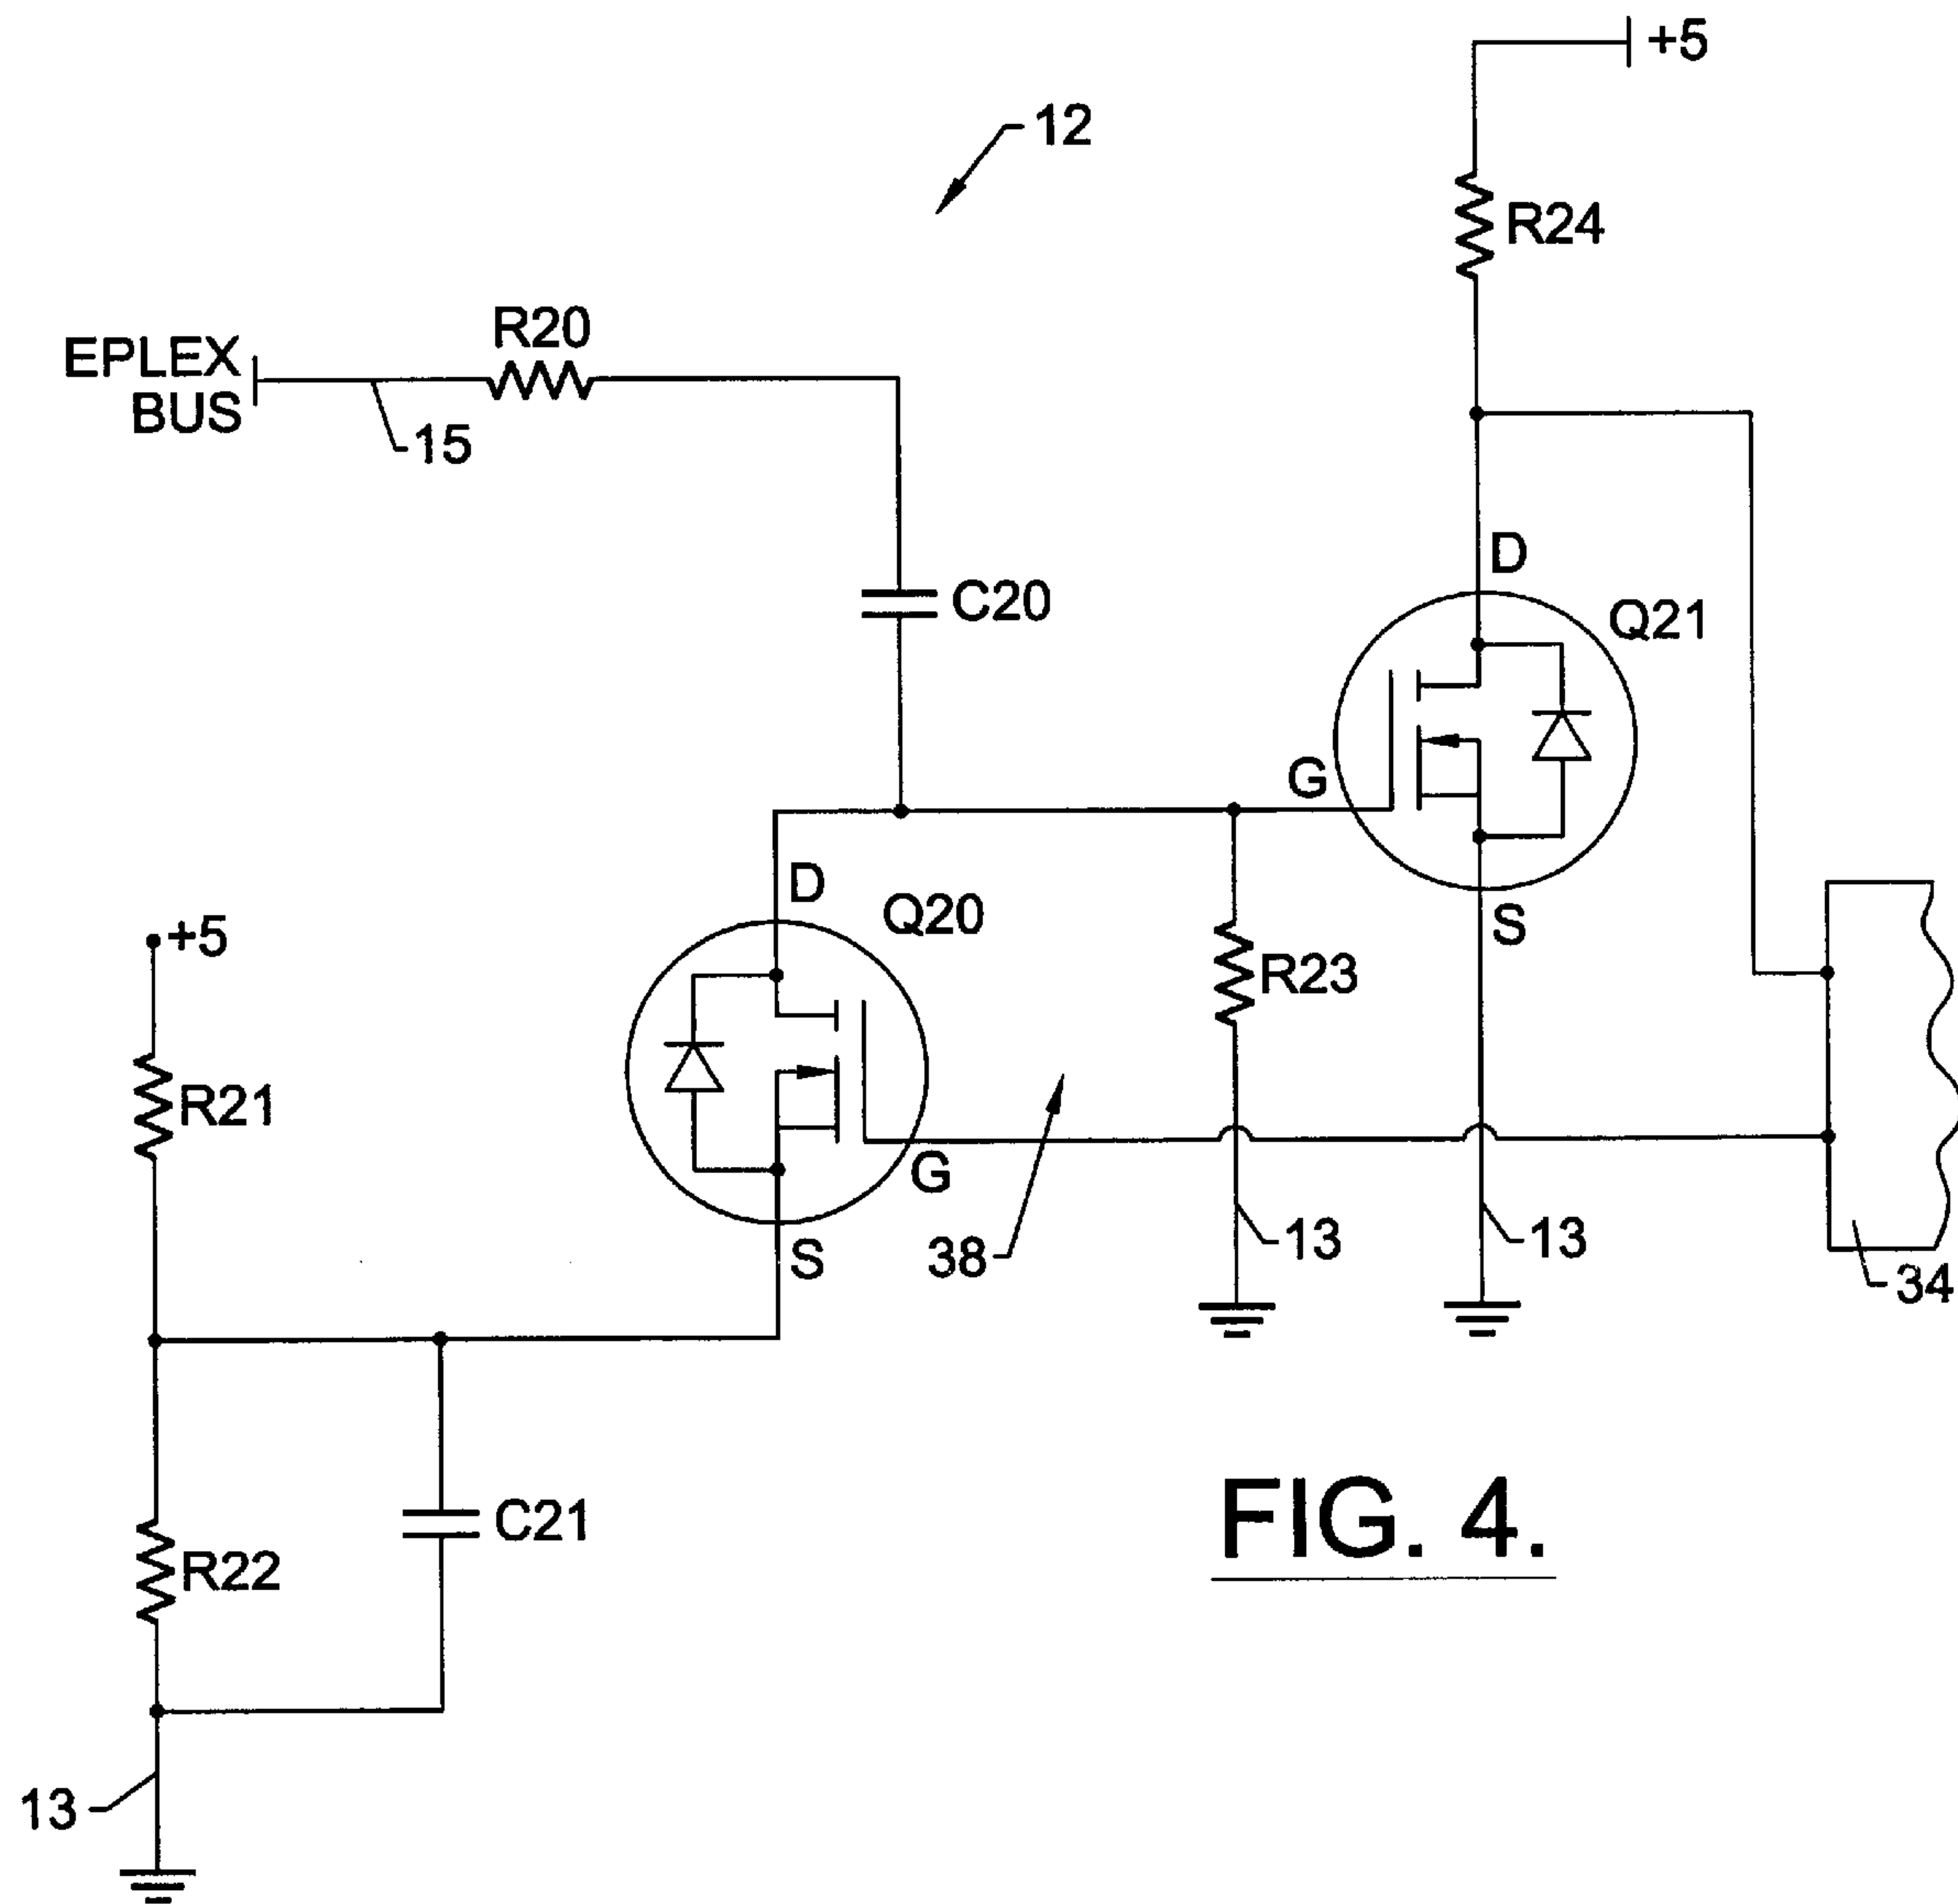 +5
12
R24
R20
EPLEX
BUS
15
D
C20
Q21
G
D
Q20
S
+5
R23
R21
G
13
13
38
S
34
C21
FIG. 4.
R22
13